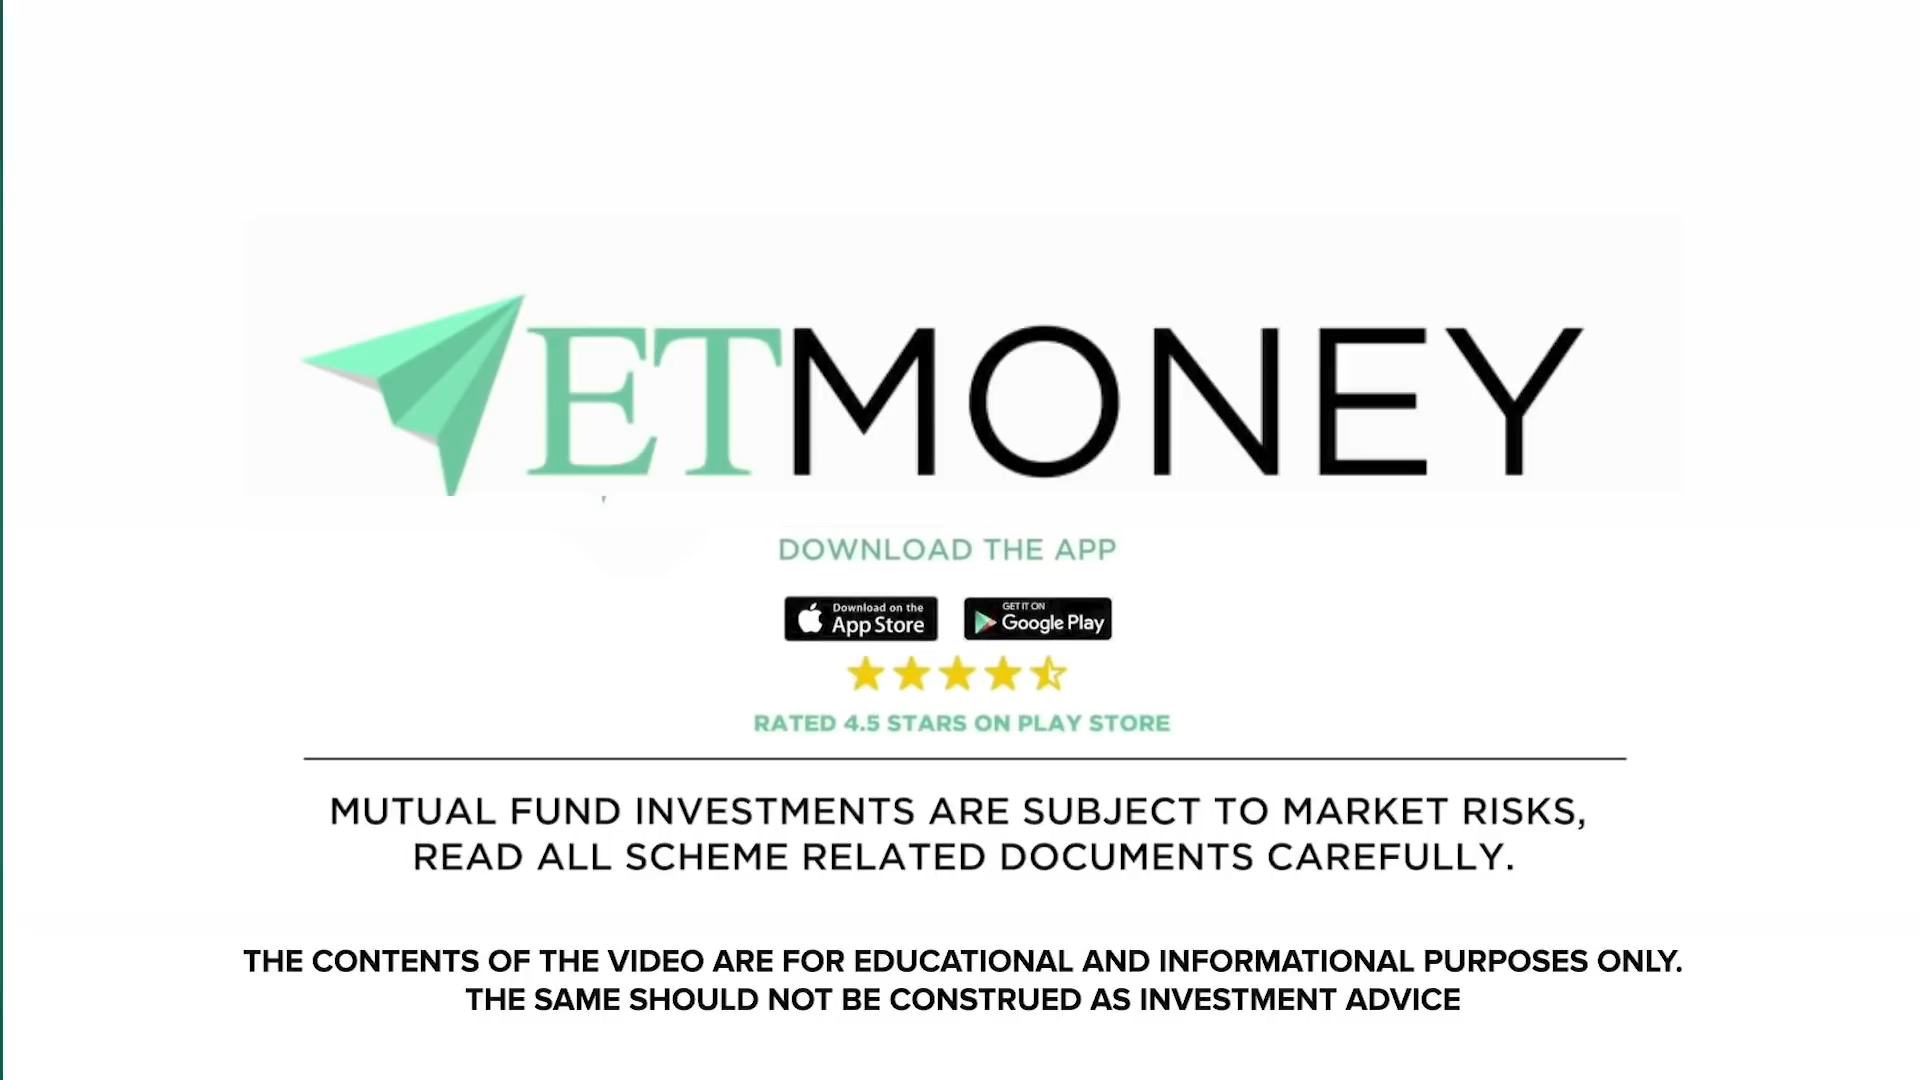 ETMONEY
DOWNLOAD THE APP
Download on the
App Store
GET IT ON
Google Play
RATED 4.5 STARS ON PLAY STORE
MUTUAL FUND INVESTMENTS ARE SUBJECT TO MARKET RISKS,
READ ALL SCHEME RELATED DOCUMENTS CAREFULLY.
THE CONTENTS OF THE VIDEO ARE FOR EDUCATIONAL AND INFORMATIONAL PURPOSES ONLY.
THE SAME SHOULD NOT BE CONSTRUED AS INVESTMENT ADVICE